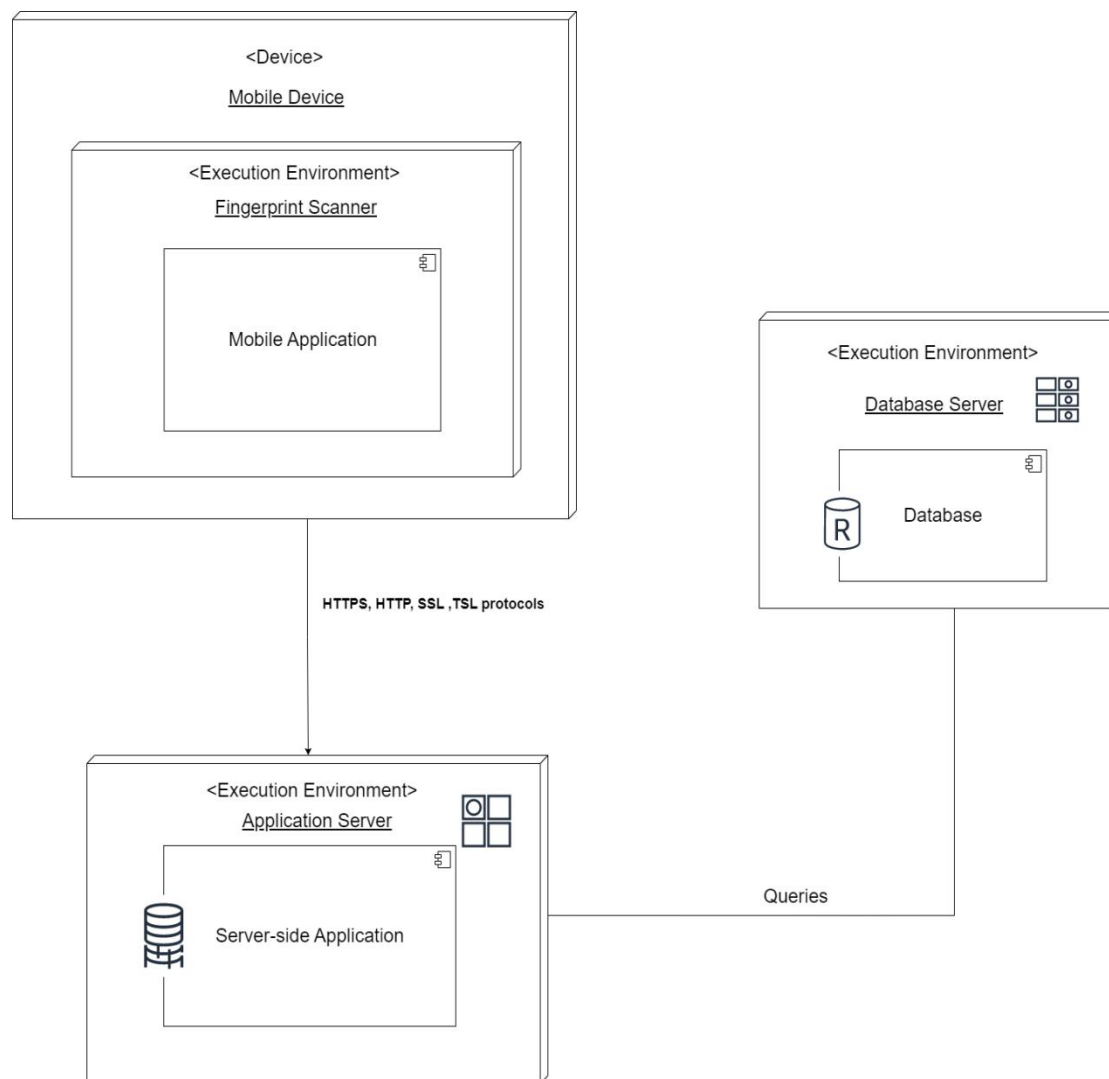 <Device>
Mobile Device
<Execution Environment>
Fingerprint Scanner
Mobile Application
HTTPS, HTTP, SSL ,TSL protocols
<Execution Environment>
Database Server
Database
R
<Execution Environment>
Application Server
Server-side Application
Queries